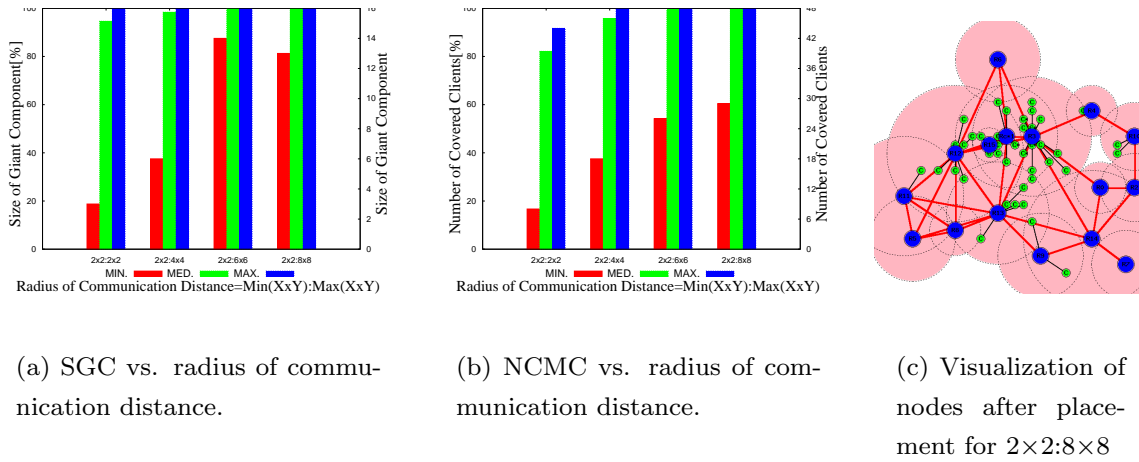 100
80
60
40
20
0
16
14
12
10
8
6
4
2
0
Size of Giant Component[%]
Size of Giant Component
2x2:2x2 2x2:4x4 2x2:6x6 2x2:8x8
MIN. MED. MAX.
Radius of Communication Distance=Min(XxY):Max(XxY)
100
80
60
40
20
0
48
42
36
30
24
18
12
6
0
Number of Covered Clients[%]
Number of Covered Clients
2x2:2x2 2x2:4x4 2x2:6x6 2x2:8x8
MIN. MED. MAX.
Radius of Communication Distance=Min(XxY):Max(XxY)
(a) SGC vs. radius of commu-
nication distance.
(b) NCMC vs. radius of com-
munication distance.
(c) Visualization of
nodes after place-
ment for 2×2:8×8